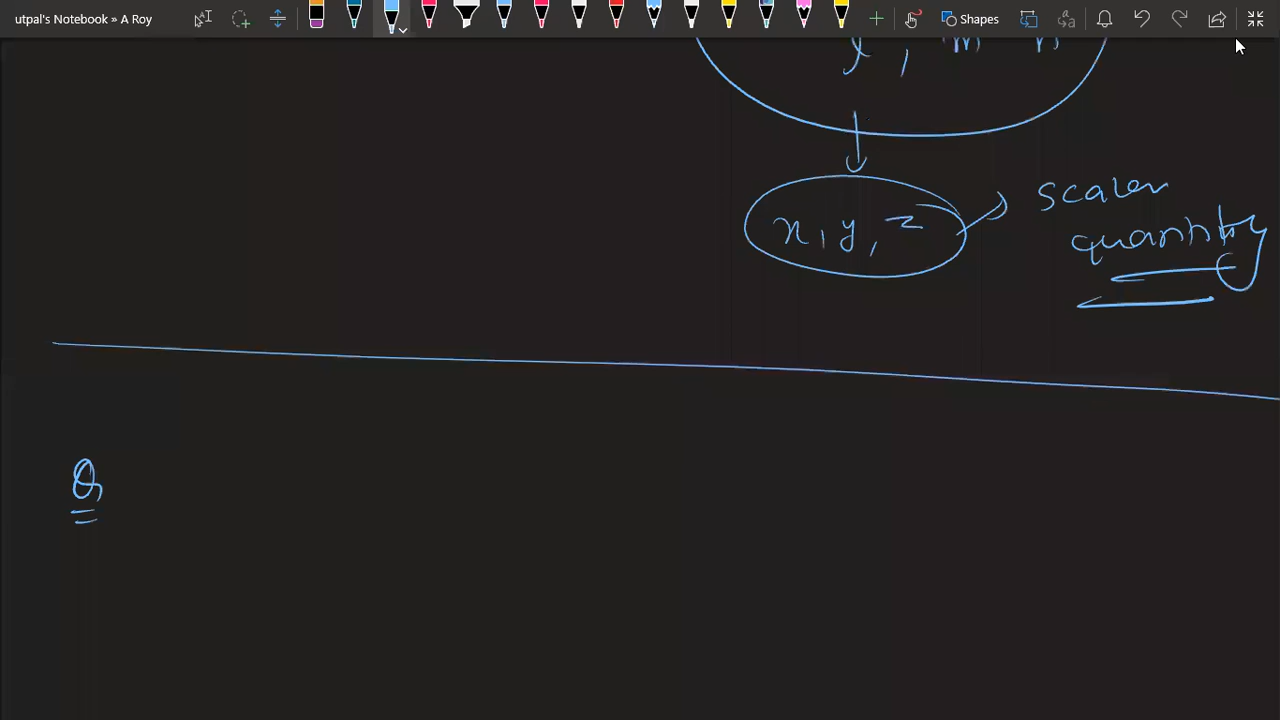 utpal's Notebook » A Roy
Shapes
l, m n
x, y, z
scaler
quantity
Q